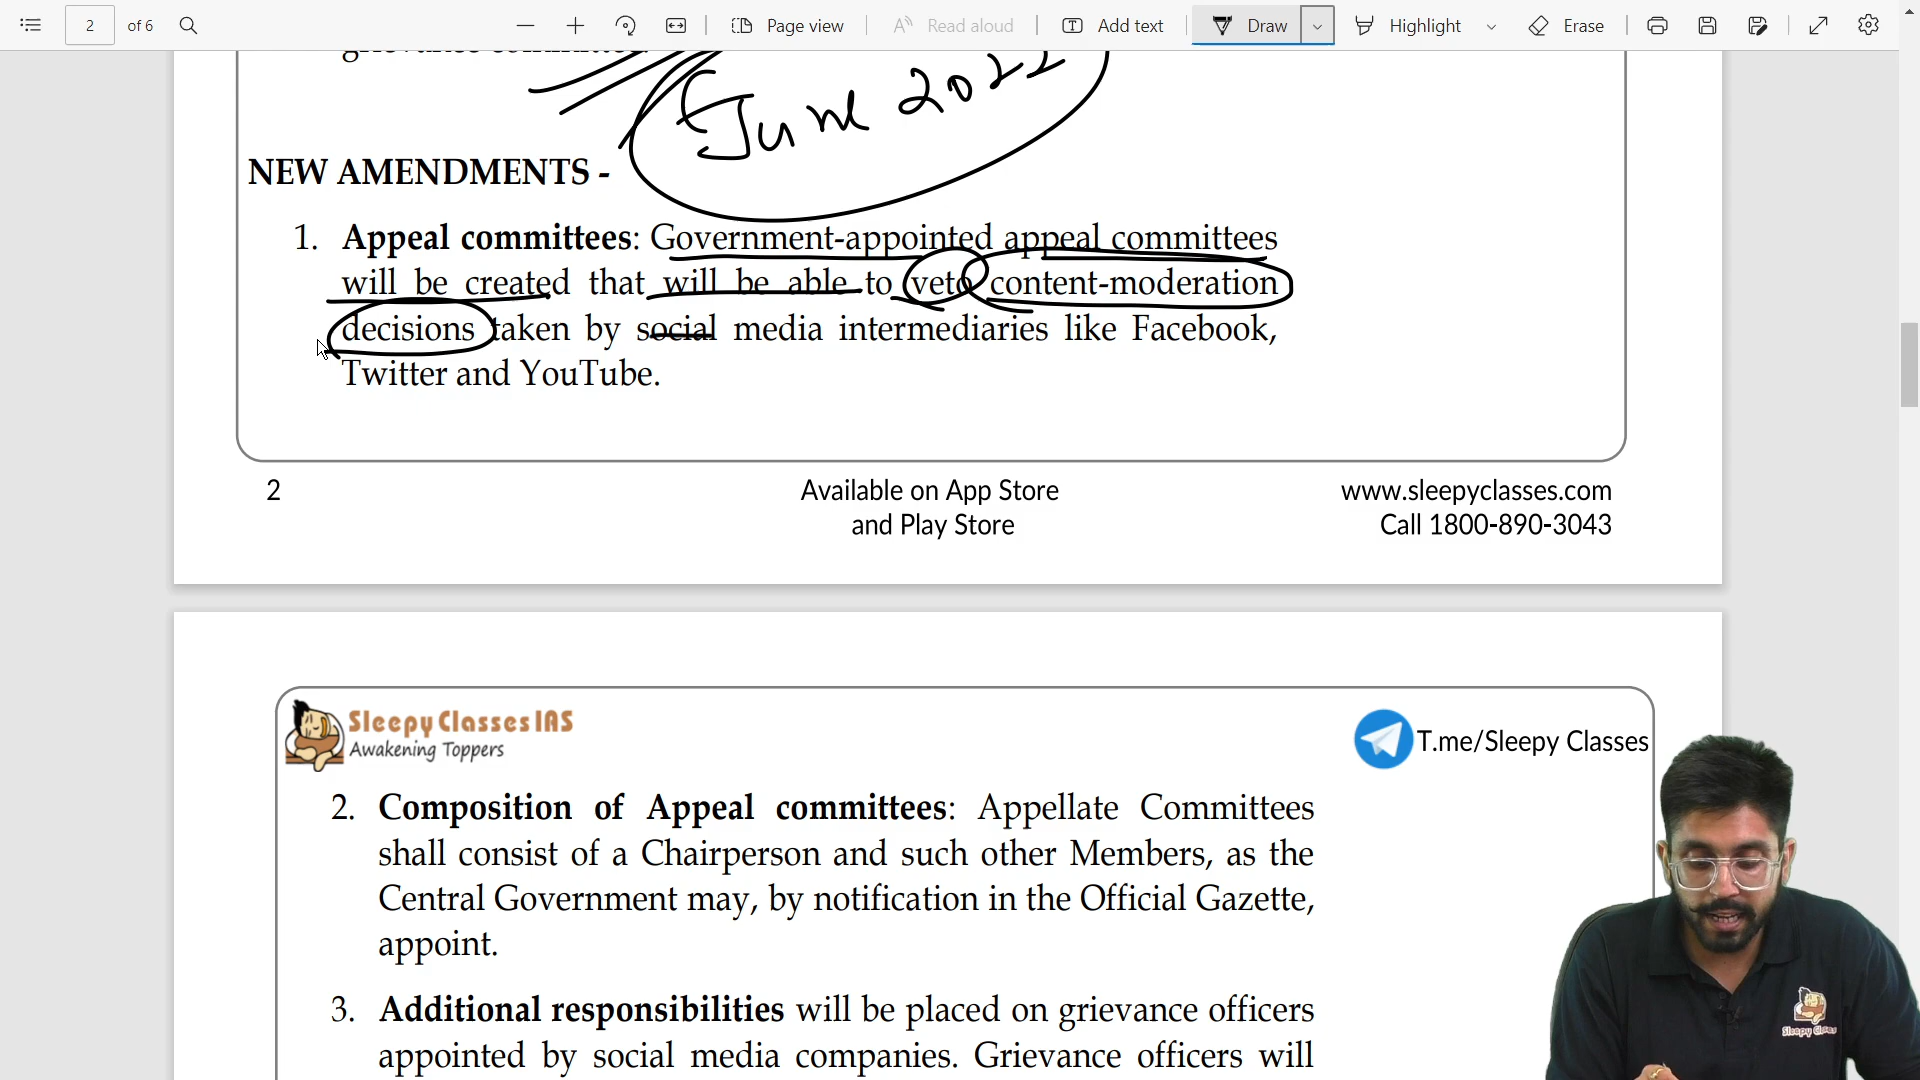 2 of 6 Page view Read aloud Add text Draw Highlight Erase
grievance committee
June 2022
NEW AMENDMENTS -
1. Appeal committees: Government-appointed appeal committees
will be created that will be able to veto content-moderation
decisions taken by social media intermediaries like Facebook,
Twitter and YouTube.
2 Available on App Store www.sleepyclasses.com
and Play Store Call 1800-890-3043
Sleepy Classes IAS T.me/Sleepy Classes
Awakening Toppers
2. Composition of Appeal committees: Appellate Committees
shall consist of a Chairperson and such other Members, as the
Central Government may, by notification in the Official Gazette,
appoint.
3. Additional responsibilities will be placed on grievance officers
appointed by social media companies. Grievance officers will
Sleepy Classes